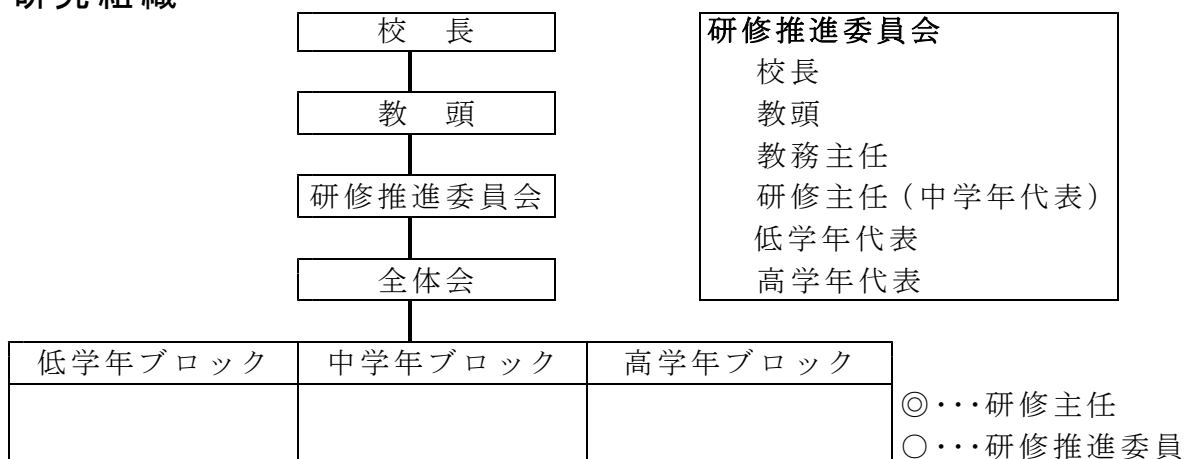 研究組織
校　長
教　頭
研修推進委員会
全体会
研修推進委員会
校長
教頭
教務主任
研修主任（中学年代表）
低学年代表
高学年代表
低学年ブロック　中学年ブロック　高学年ブロック
◎･･･研修主任
○･･･研修推進委員